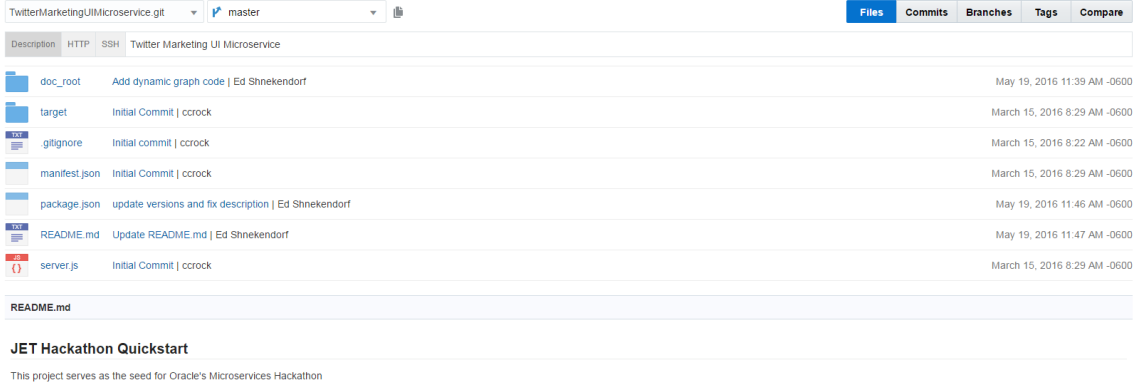 TwitterMarketingUIMicroservice.git master Files Commits Branches Tags Compare
Description HTTP SSH Twitter Marketing UI Microservice
doc_root Add dynamic graph code | Ed Shnekendorf May 19, 2016 11:39 AM -0600
target Initial Commit | ccrock March 15, 2016 8:29 AM -0600
TXT .gitignore Initial commit | ccrock March 15, 2016 8:22 AM -0600
manifest.json Initial Commit | ccrock March 15, 2016 8:29 AM -0600
package.json update versions and fix description | Ed Shnekendorf May 19, 2016 11:46 AM -0600
TXT README.md Update README.md | Ed Shnekendorf May 19, 2016 11:47 AM -0600
JS {} server.js Initial Commit | ccrock March 15, 2016 8:29 AM -0600
README.md
JET Hackathon Quickstart
This project serves as the seed for Oracle's Microservices Hackathon